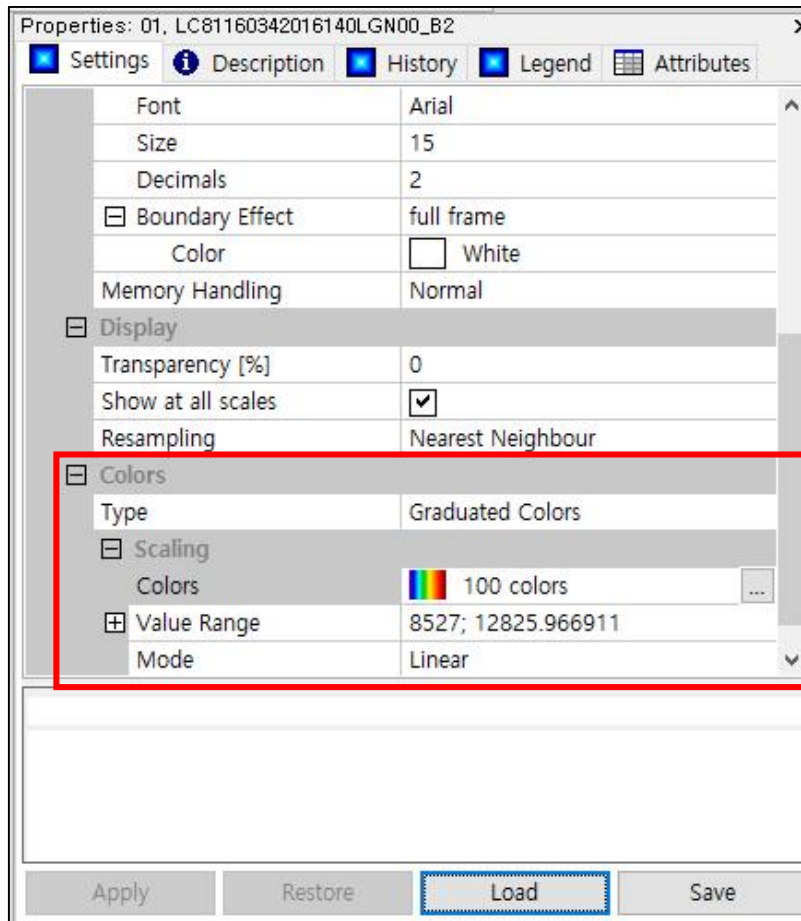 Properties: 01, LC81160342016140LGN00_B2
Settings Description History Legend Attributes
Font Arial
Size 15
Decimals 2
Boundary Effect full frame
Color White
Memory Handling Normal
Display
Transparency [%] 0
Show at all scales
Resampling Nearest Neighbour
Colors
Type Graduated Colors
Scaling
Colors 100 colors ...
Value Range 8527; 12825.966911
Mode Linear
Apply Restore Load Save